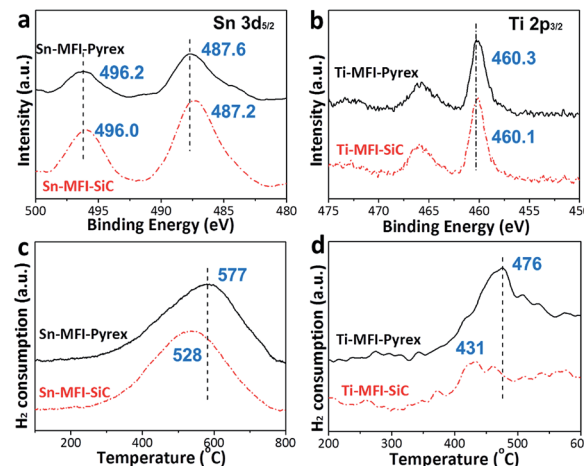 a
Sn 3d5/2
Sn-MFI-Pyrex
487.6
496.2
496.0
487.2
Sn-MFI-SiC
Intensity (a.u.)
500 495 490 485 480
Binding Energy (eV)
b
Ti 2p3/2
Ti-MFI-Pyrex
460.3
460.1
Ti-MFI-SiC
Intensity (a.u.)
475 470 465 460 455 450
Binding Energy (eV)
c
577
Sn-MFI-Pyrex
528
Sn-MFI-SiC
H2 consumption (a.u.)
200 400 600 800
Temperature (°C)
d
476
Ti-MFI-Pyrex
431
Ti-MFI-SiC
H2 consumption (a.u.)
200 300 400 500 600
Temperature (°C)